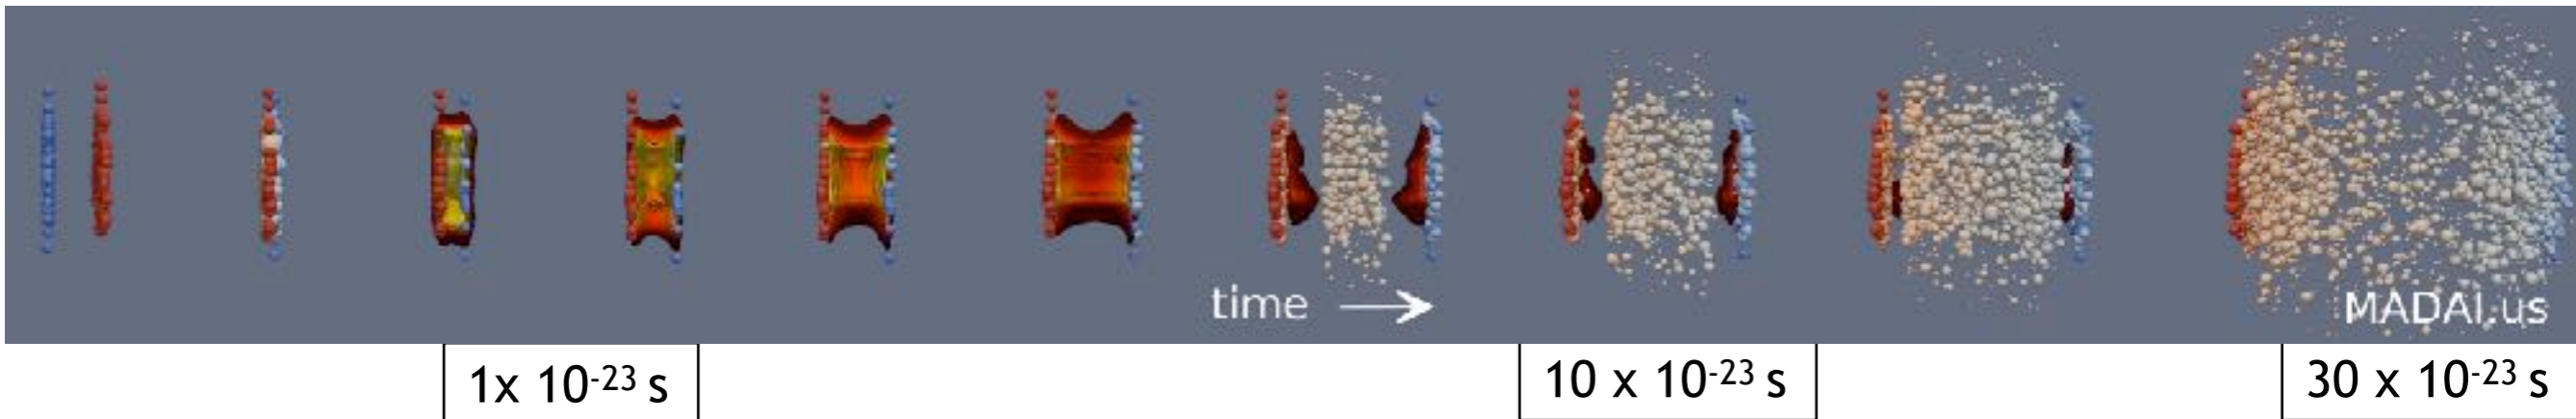 time →
MADAI.us
1x 10⁻²³ s
10 x 10⁻²³ s
30 x 10⁻²³ s